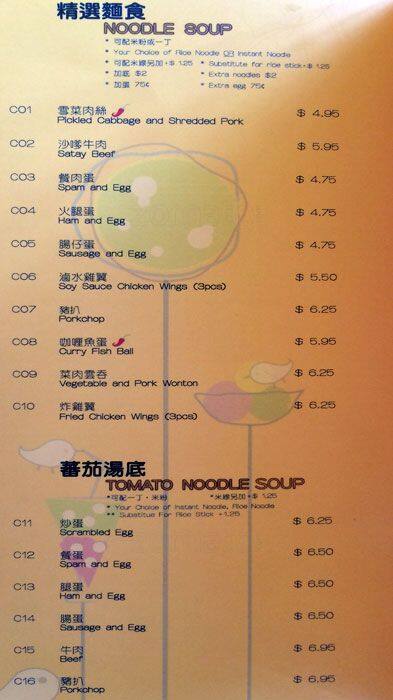 精選麵食
NOODLE SOUP
* 可配米粉或一丁
* Your Choice of Rice Noodle OR Instant Noodle
* 可配米線另加+$ 1.25 * Substitute for rice stick+$ 1.25
* 加底 $2 * Extra noodles $2
* 加蛋 75¢ * Extra egg 75¢
C01 雪菜肉絲 $ 4.95
Pickled Cabbage and Shredded Pork
C02 沙嗲牛肉 $ 5.95
Satay Beef
C03 餐肉蛋 $ 4.75
Spam and Egg
C04 火腿蛋 $ 4.75
Ham and Egg
C05 腸仔蛋 $ 4.75
Sausage and Egg
C06 滷水雞翼 $ 5.50
Soy Sauce Chicken Wings (3pcs)
C07 豬扒 $ 6.25
Porkchop
C08 咖喱魚蛋 $ 5.95
Curry Fish Ball
C09 菜肉雲吞 $ 6.25
Vegetable and Pork Wonton
C10 炸雞翼 $ 6.25
Fried Chicken Wings (3pcs)
蕃茄湯底
TOMATO NOODLE SOUP
*可配一丁、米粉 *米線另加+$ 1.25
* Your Choice of Instant Noodle, Rice Noodle
** Substitue For Rice Stick +1.25
C11 炒蛋 $ 6.25
Scrambled Egg
C12 餐蛋 $ 6.50
Spam and Egg
C13 腿蛋 $ 6.50
Ham and Egg
C14 腸蛋 $ 6.50
Sausage and Egg
C15 牛肉 $ 6.95
Beef
C16 豬扒 $ 6.95
Porkchop